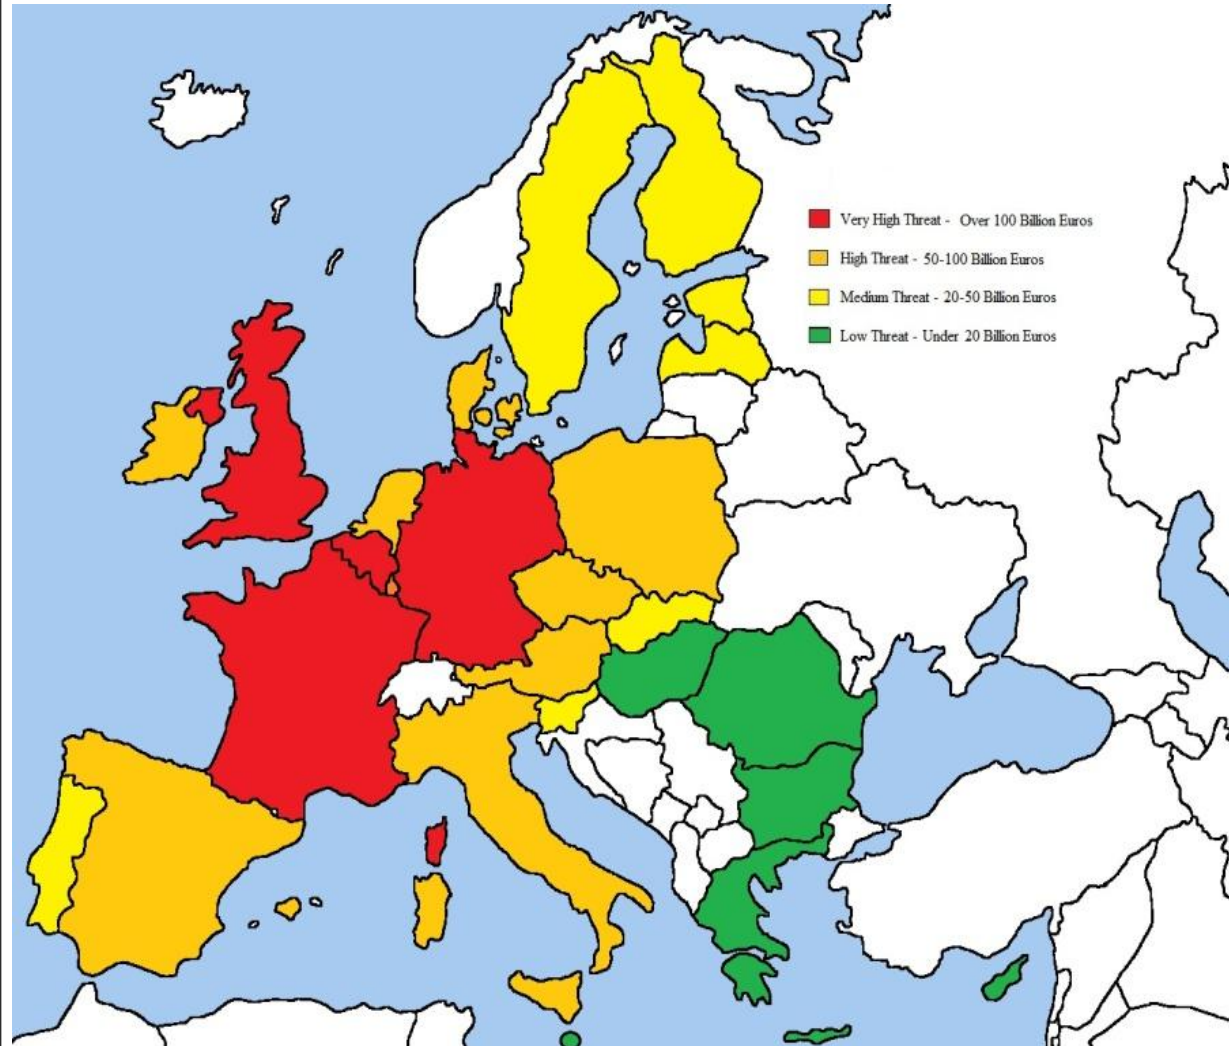 Very High Threat - Over 100 Billion Euros
High Threat - 50-100 Billion Euros
Medium Threat - 20-50 Billion Euros
Low Threat - Under 20 Billion Euros